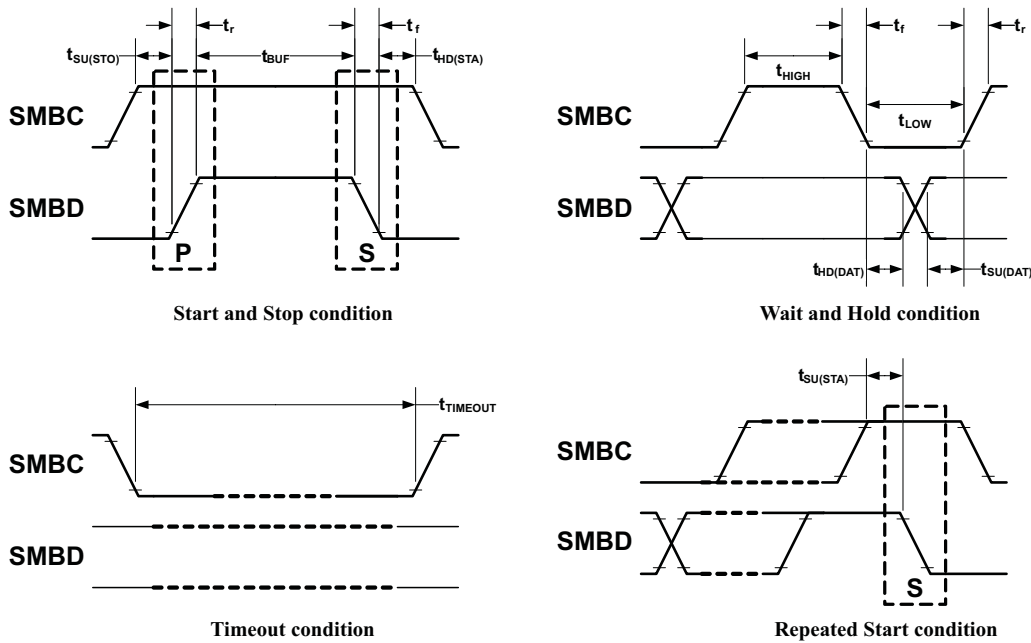 tr
tf
tSU(STO)
tBUF
tHD(STA)
SMBC
SMBD
P
S
Start and Stop condition
tf
tr
tHIGH
tLOW
SMBC
SMBD
tHD(DAT)
tSU(DAT)
Wait and Hold condition
tTIMEOUT
SMBC
SMBD
Timeout condition
tSU(STA)
SMBC
SMBD
S
Repeated Start condition